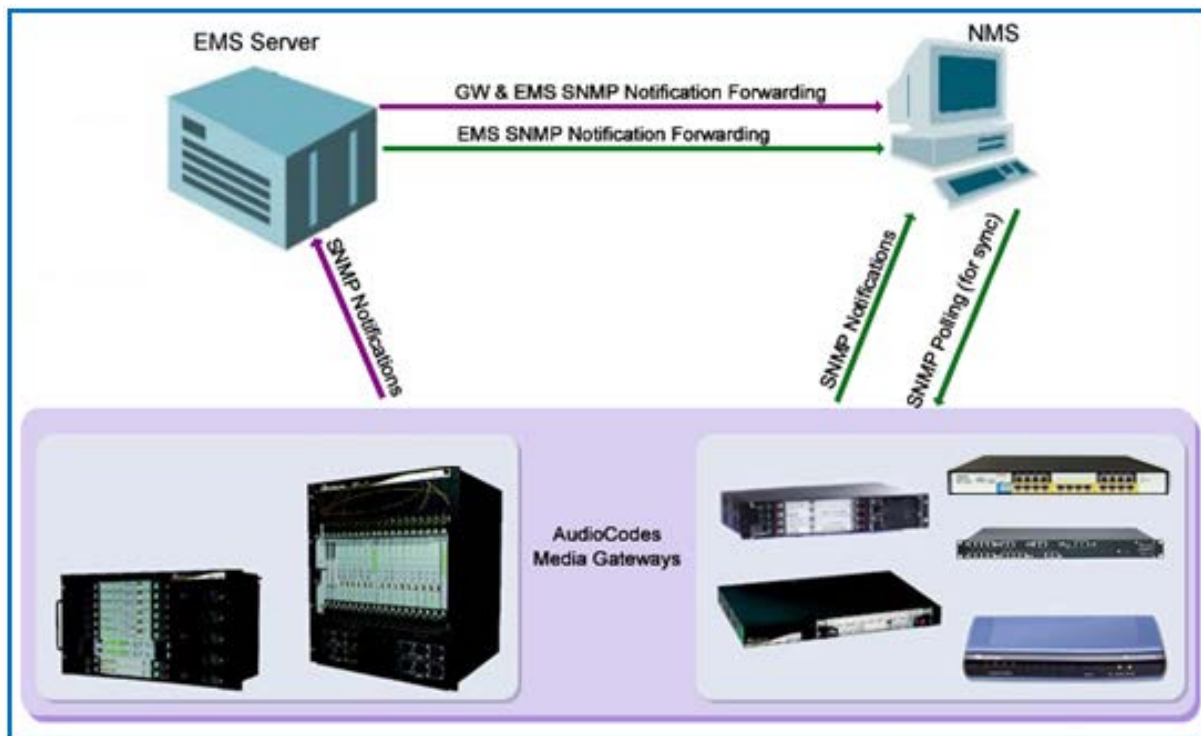 EMS Server
NMS
GW & EMS SNMP Notification Forwarding
EMS SNMP Notification Forwarding
SNMP Notifications
SNMP Notifications
SNMP Polling (for sync)
AudioCodes
Media Gateways